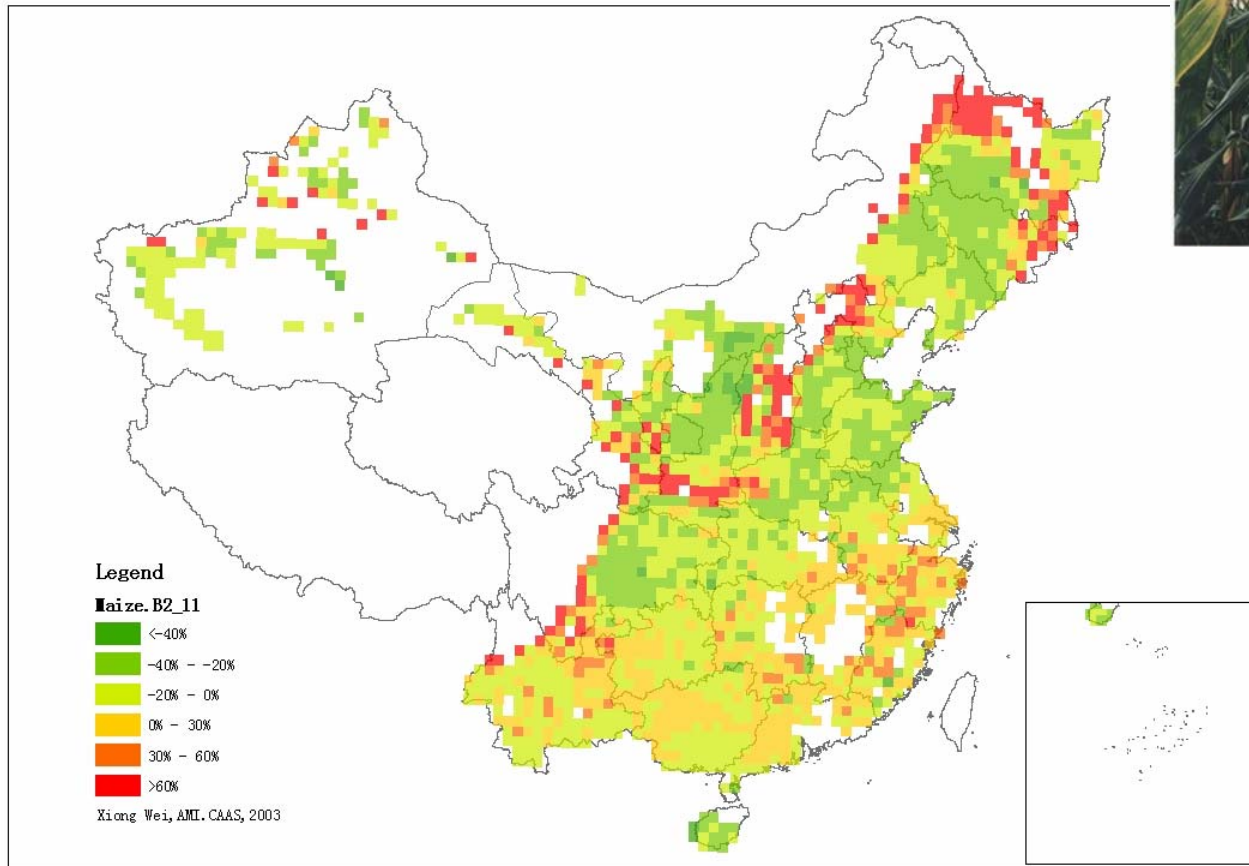 Legend
Maize.B2_11
<-40%
-40% - -20%
-20% - 0%
0% - 30%
30% - 60%
>60%
Xiong Wei, AMI.CAAS, 2003